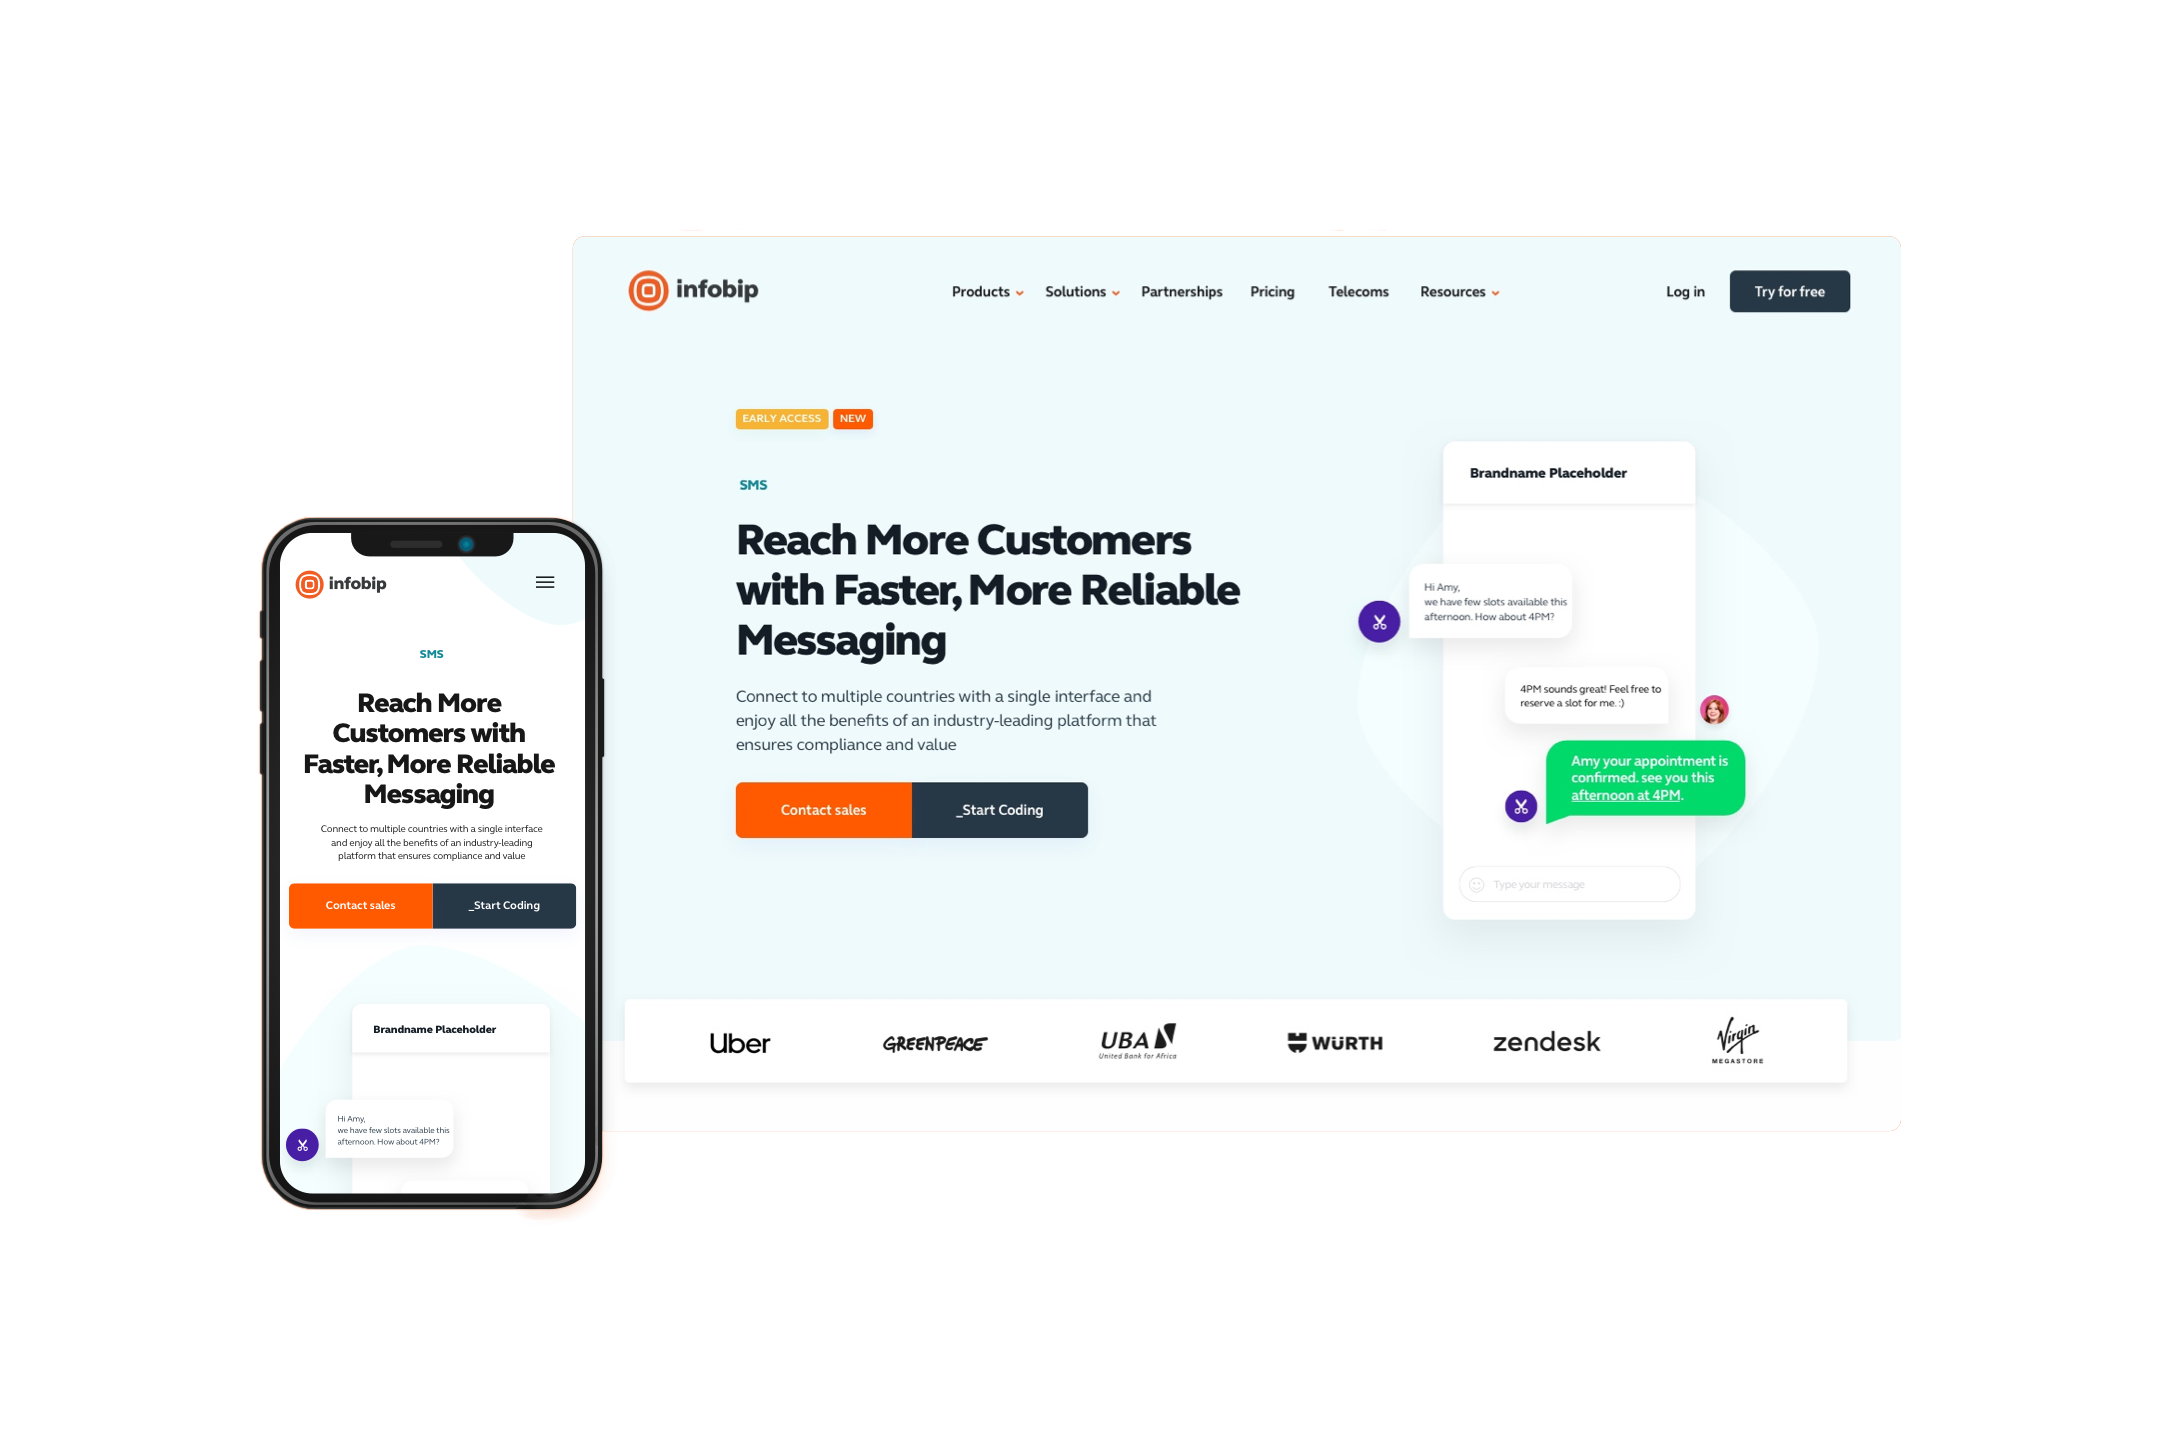 infobip
Products
Solutions
Partnerships
Pricing
Telecoms
Resources
Log in
Try for free
EARLY ACCESS
NEW
SMS
Reach More Customers
with Faster, More Reliable
Messaging
Connect to multiple countries with a single interface and
enjoy all the benefits of an industry-leading platform that
ensures compliance and value
Contact sales
_Start Coding
Brandname Placeholder
Hi Amy,
we have few slots available this
afternoon. How about 4PM?
4PM sounds great! Feel free to
reserve a slot for me. :)
Amy your appointment is
confirmed. see you this
afternoon at 4PM.
Type your message
Uber
GREENPEACE
UBA
United Bank for Africa
WÜRTH
zendesk
Virgin
MEGASTORE
infobip
SMS
Reach More
Customers with
Faster, More Reliable
Messaging
Connect to multiple countries with a single interface
and enjoy all the benefits of an industry-leading
platform that ensures compliance and value
Contact sales
_Start Coding
Brandname Placeholder
Hi Amy,
we have few slots available this
afternoon. How about 4PM?